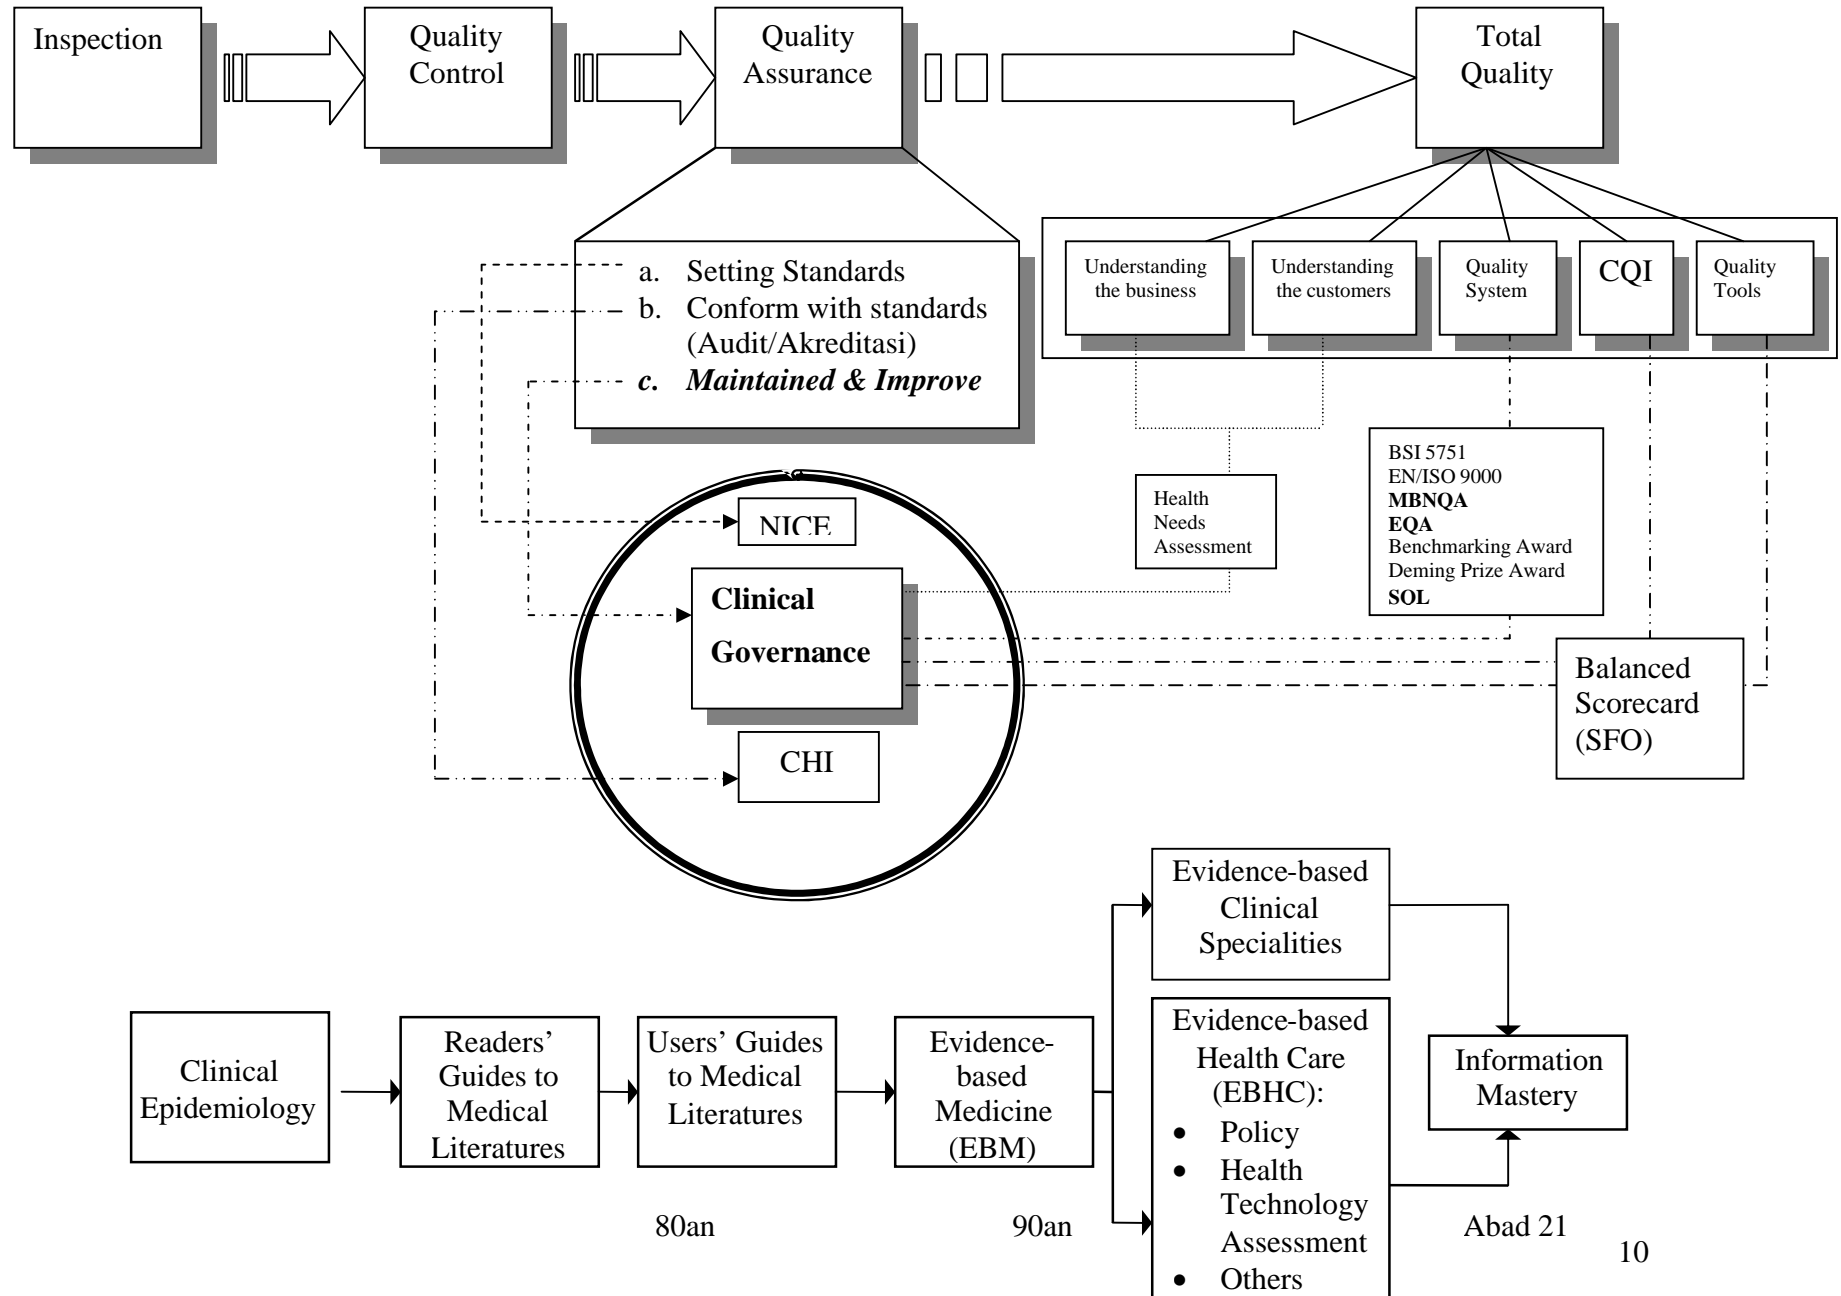 Inspection
Quality
Control
Quality
Assurance
Total
Quality
a. Setting Standards
b. Conform with standards
(Audit/Akreditasi)
c. Maintained & Improve
Understanding
the business
Understanding
the customers
Quality
System
CQI
Quality
Tools
Health
Needs
Assessment
BSI 5751
EN/ISO 9000
MBNQA
EQA
Benchmarking Award
Deming Prize Award
SOL
NICE
Clinical
Governance
CHI
Balanced
Scorecard
(SFO)
Clinical
Epidemiology
Readers’
Guides to
Medical
Literatures
Users’ Guides
to Medical
Literatures
Evidence-
based
Medicine
(EBM)
Evidence-based
Clinical
Specialities
Evidence-based
Health Care
(EBHC):
• Policy
• Health
Technology
Assessment
• Others
Information
Mastery
80an
90an
Abad 21
10